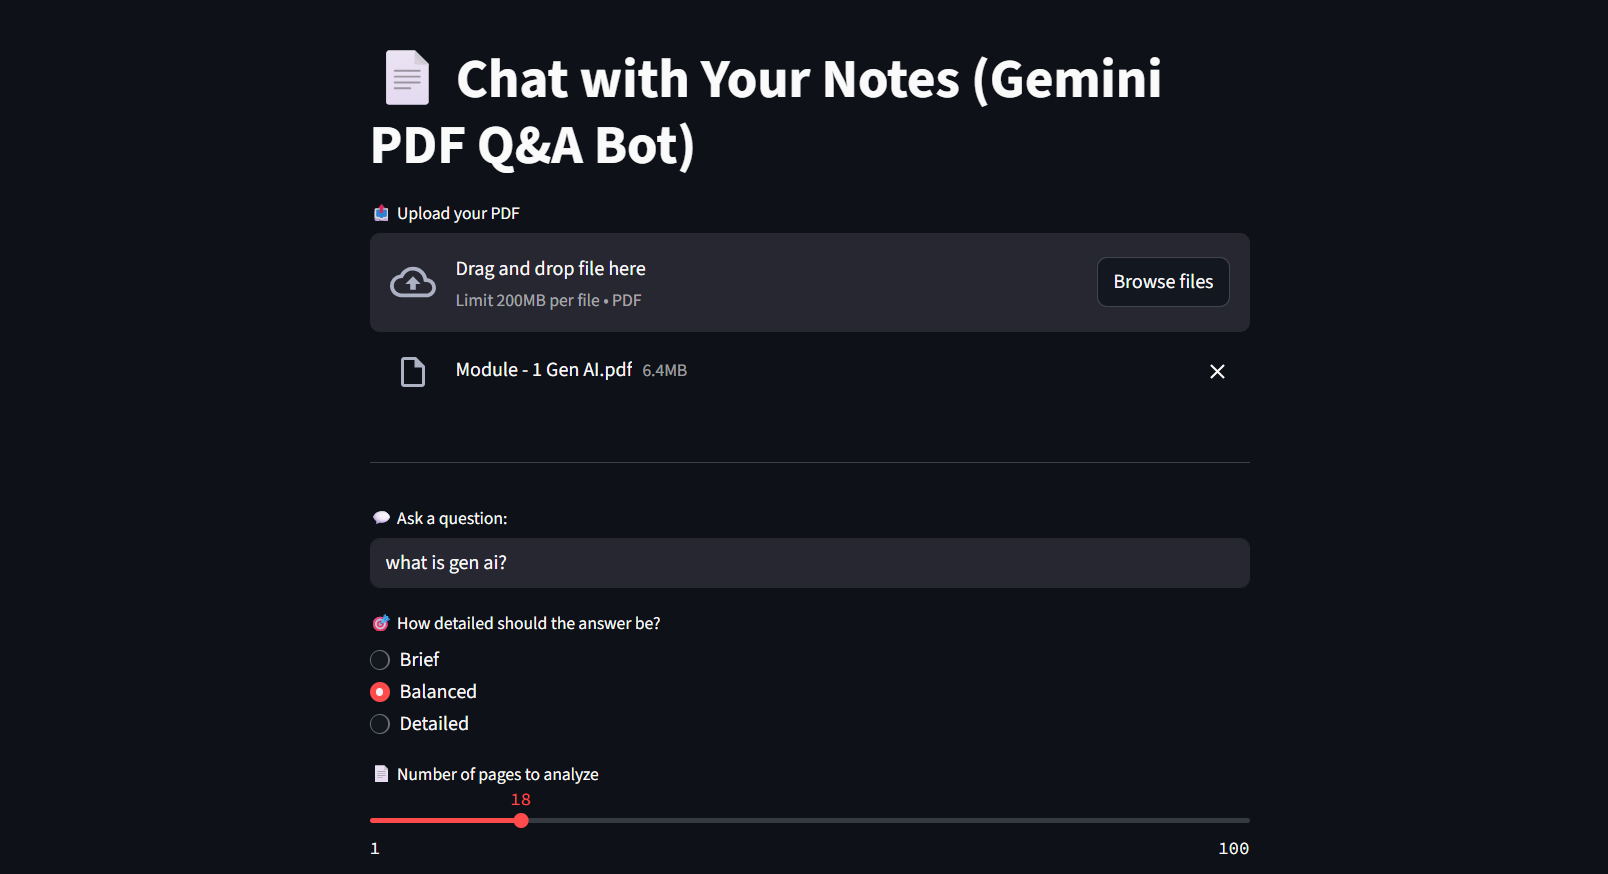 Chat with Your Notes (Gemini
PDF Q&A Bot)
Upload your PDF
Drag and drop file here
Limit 200MB per file • PDF
Browse files
Module - 1 Gen AI.pdf 6.4MB
Ask a question:
what is gen ai?
How detailed should the answer be?
Brief
Balanced
Detailed
Number of pages to analyze
18
1
100